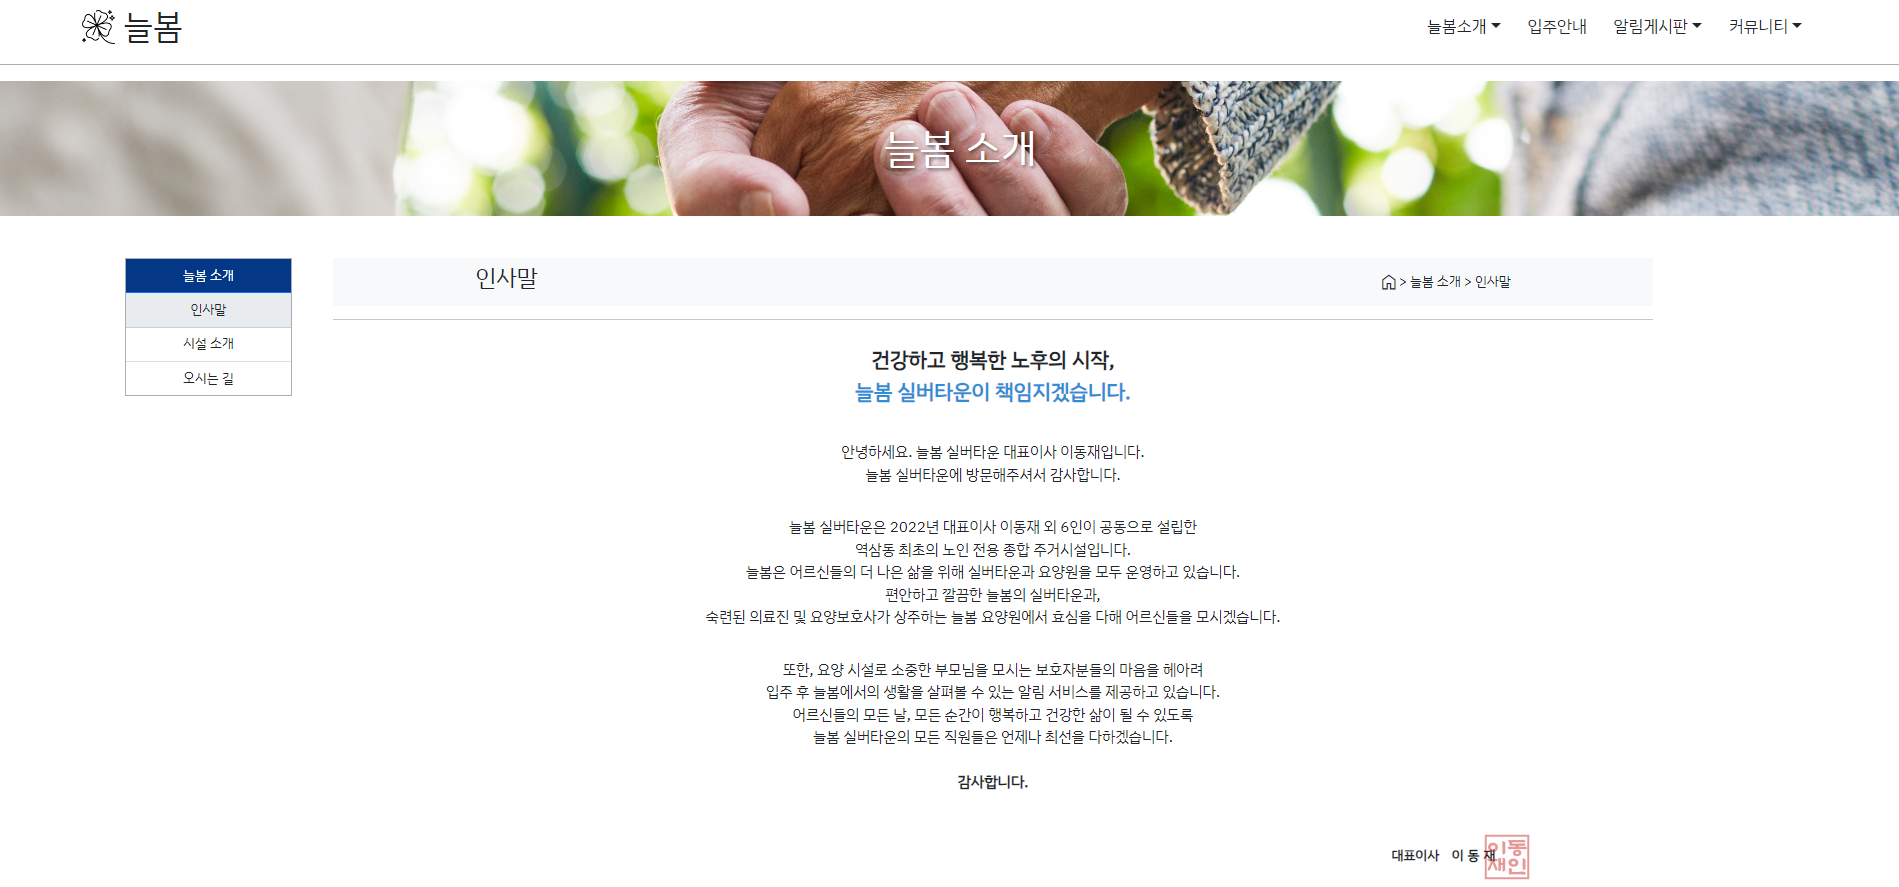 늘봄
늘봄소개 입주안내 알림게시판 커뮤니티
늘봄 소개
늘봄 소개
인사말
시설 소개
오시는 길
인사말
> 늘봄 소개 > 인사말
건강하고 행복한 노후의 시작,
늘봄 실버타운이 책임지겠습니다.
안녕하세요. 늘봄 실버타운 대표이사 이동재입니다.
늘봄 실버타운에 방문해주셔서 감사합니다.
늘봄 실버타운은 2022년 대표이사 이동재 외 6인이 공동으로 설립한
역삼동 최초의 노인 전용 종합 주거시설입니다.
늘봄은 어르신들의 더 나은 삶을 위해 실버타운과 요양원을 모두 운영하고 있습니다.
편안하고 깔끔한 늘봄의 실버타운과,
숙련된 의료진 및 요양보호사가 상주하는 늘봄 요양원에서 효심을 다해 어르신들을 모시겠습니다.
또한, 요양 시설로 소중한 부모님을 모시는 보호자분들의 마음을 헤아려
입주 후 늘봄에서의 생활을 살펴볼 수 있는 알림 서비스를 제공하고 있습니다.
어르신들의 모든 날, 모든 순간이 행복하고 건강한 삶이 될 수 있도록
늘봄 실버타운의 모든 직원들은 언제나 최선을 다하겠습니다.
감사합니다.
대표이사 이 동 재
이동
재인